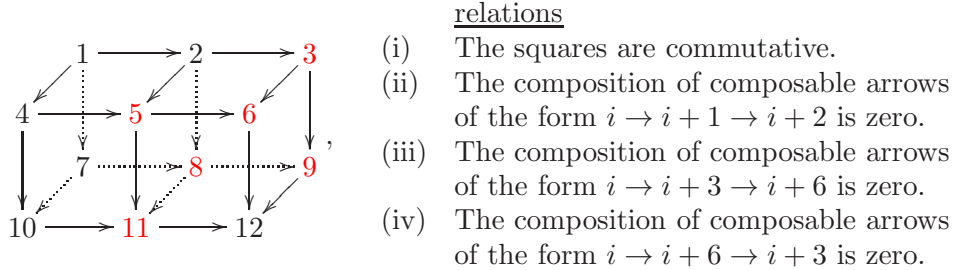 relations
1 2 3
(i) The squares are commutative.
(ii) The composition of composable arrows
4 5 6
of the form i → i + 1 → i + 2 is zero.
,
(iii) The composition of composable arrows
7 8 9
of the form i → i + 3 → i + 6 is zero.
10 11 12
(iv) The composition of composable arrows
of the form i → i + 6 → i + 3 is zero.